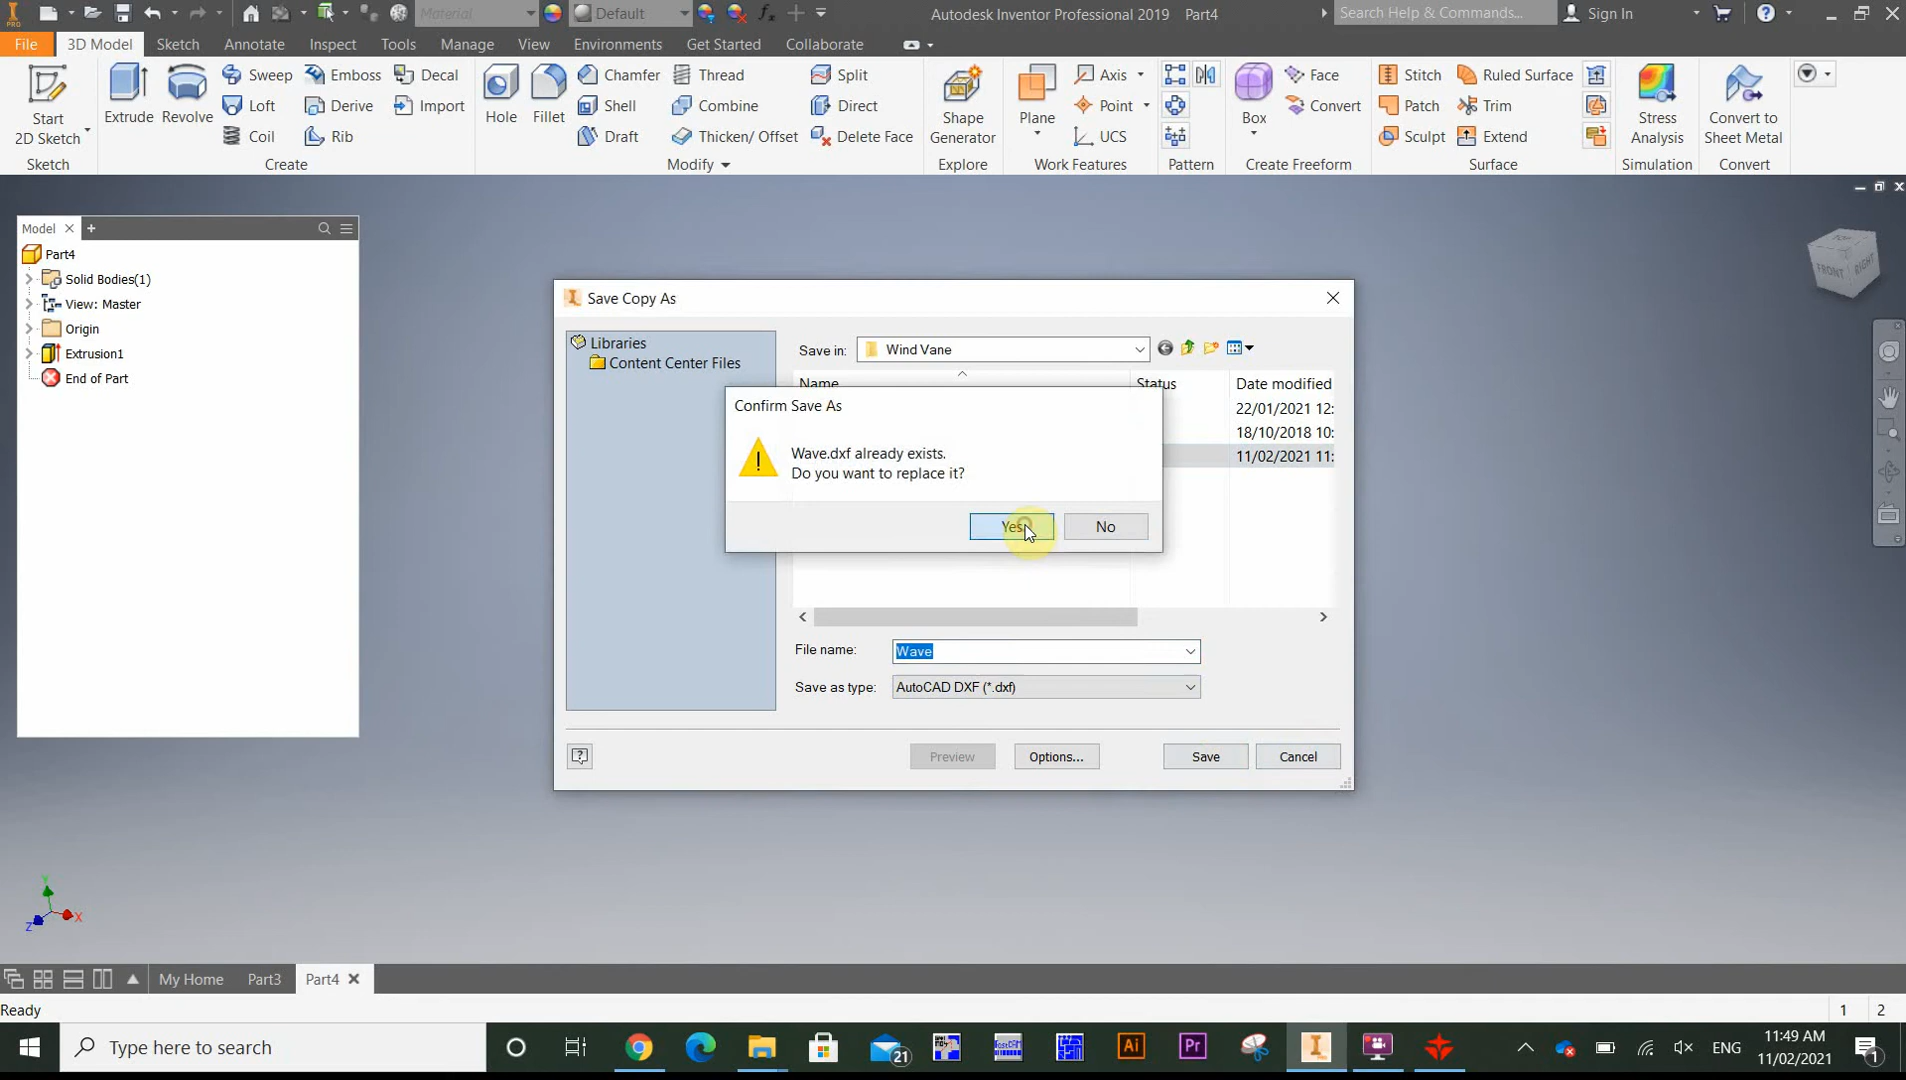 PRO
Material
Default
Autodesk Inventor Professional 2019 Part4
Search Help & Commands...
Sign In
File
3D Model
Sketch
Annotate
Inspect
Tools
Manage
View
Environments
Get Started
Collaborate
Start
2D Sketch
Sketch
Extrude
Revolve
Sweep
Loft
Coil
Emboss
Derive
Rib
Decal
Import
Create
Hole
Fillet
Chamfer
Shell
Draft
Thread
Combine
Thicken/ Offset
Split
Direct
Delete Face
Modify
Shape
Generator
Explore
Plane
Axis
Point
UCS
Work Features
Pattern
Box
Face
Convert
Create Freeform
Stitch
Patch
Sculpt
Ruled Surface
Trim
Extend
Surface
Stress
Analysis
Simulation
Convert to
Sheet Metal
Convert
Model
Part4
Solid Bodies(1)
View: Master
Origin
Extrusion1
End of Part
FRONT
RIGHT
Save Copy As
Libraries
Content Center Files
Save in:
Wind Vane
Name
Status
Date modified
22/01/2021 12:
18/10/2018 10:
11/02/2021 11:
Confirm Save As
Wave.dxf already exists.
Do you want to replace it?
Yes
No
File name:
Wave
Save as type:
AutoCAD DXF (*.dxf)
Preview
Options...
Save
Cancel
Y
Z
X
My Home
Part3
Part4
Ready
1
2
Type here to search
21
Ai
Pr
ENG
11:49 AM
11/02/2021
1